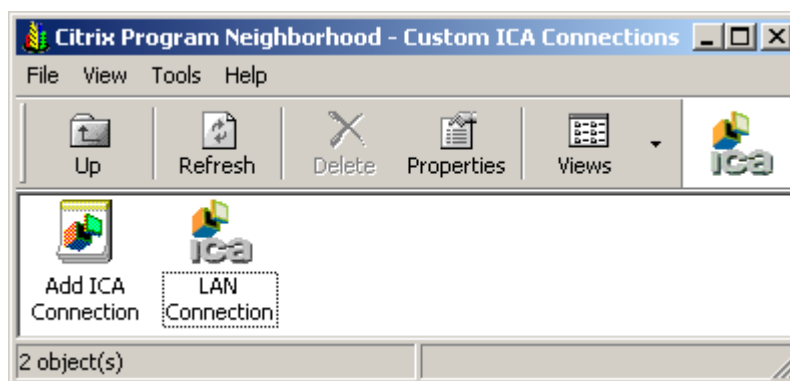 Citrix Program Neighborhood - Custom ICA Connections
File View Tools Help
Up Refresh Delete Properties Views ica
ica
Add ICA Connection
LAN Connection
2 object(s)